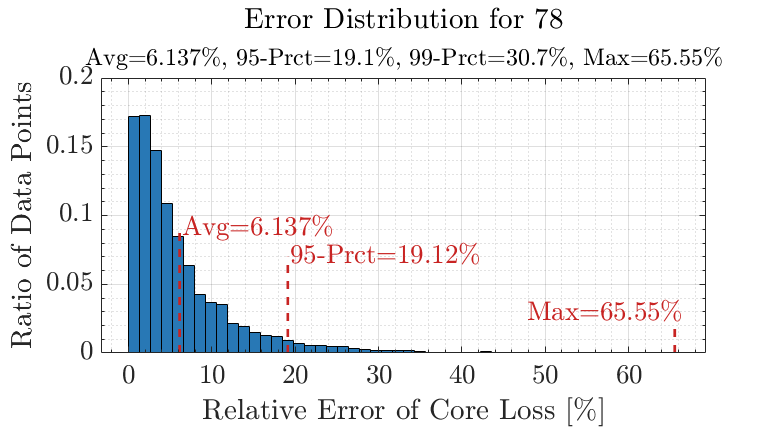 Error Distribution for 78
Avg=6.137%, 95-Prct=19.1%, 99-Prct=30.7%, Max=65.55%
Ratio of Data Points
0.2
0.15
0.1
0.05
0
Avg=6.137%
95-Prct=19.12%
Max=65.55%
0 10 20 30 40 50 60
Relative Error of Core Loss [%]